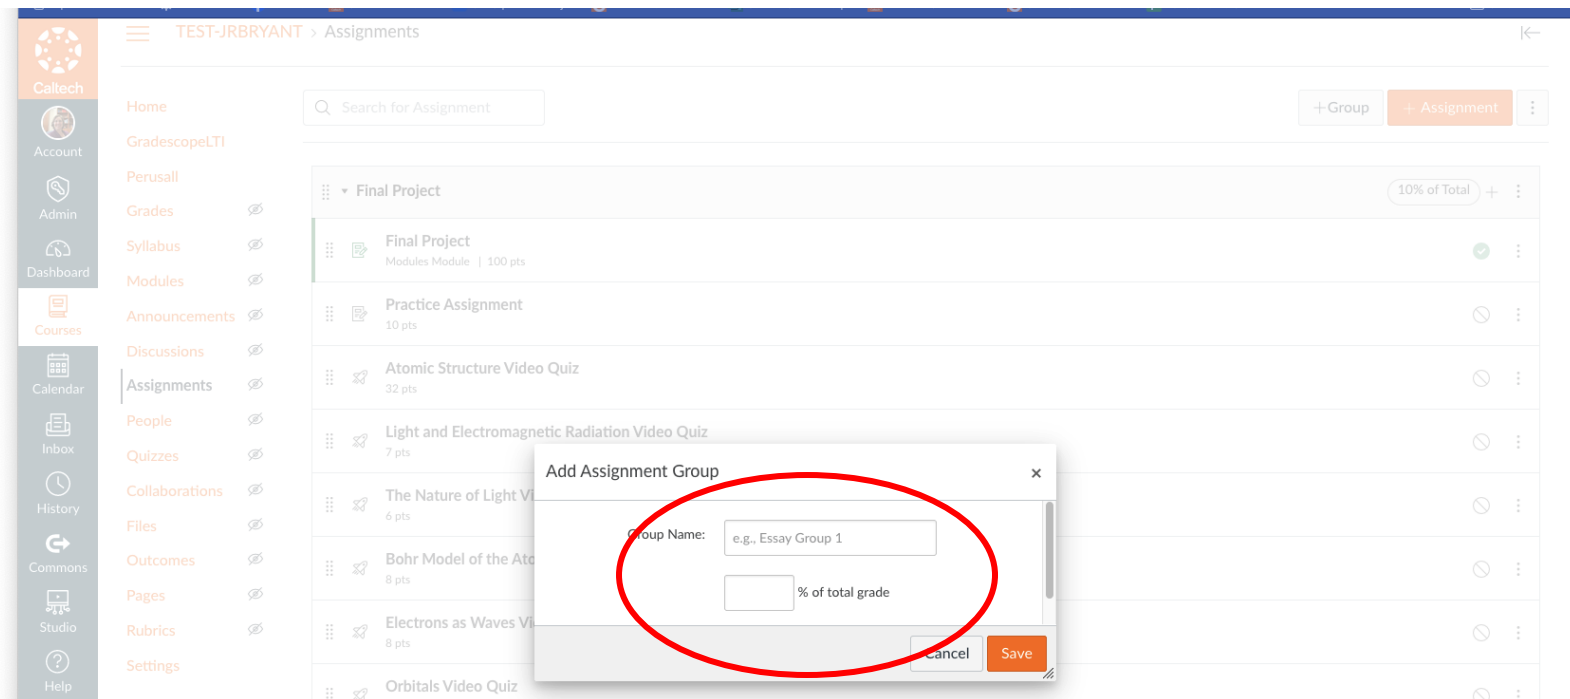 TEST-JRBRYANT › Assignments
Caltech
Account
Admin
Dashboard
Courses
Calendar
Inbox
History
Commons
Studio
Help
Home
GradescopeLTI
Perusall
Grades
Syllabus
Modules
Announcements
Discussions
Assignments
People
Quizzes
Collaborations
Files
Outcomes
Pages
Rubrics
Settings
Search for Assignment
+Group
+ Assignment
Final Project
10% of Total +
Final Project
Modules Module | 100 pts
Practice Assignment
10 pts
Atomic Structure Video Quiz
32 pts
Light and Electromagnetic Radiation Video Quiz
7 pts
The Nature of Light Vi
6 pts
Bohr Model of the Ato
8 pts
Electrons as Waves Vi
8 pts
Orbitals Video Quiz
Add Assignment Group
×
Group Name:
e.g., Essay Group 1
% of total grade
Cancel
Save